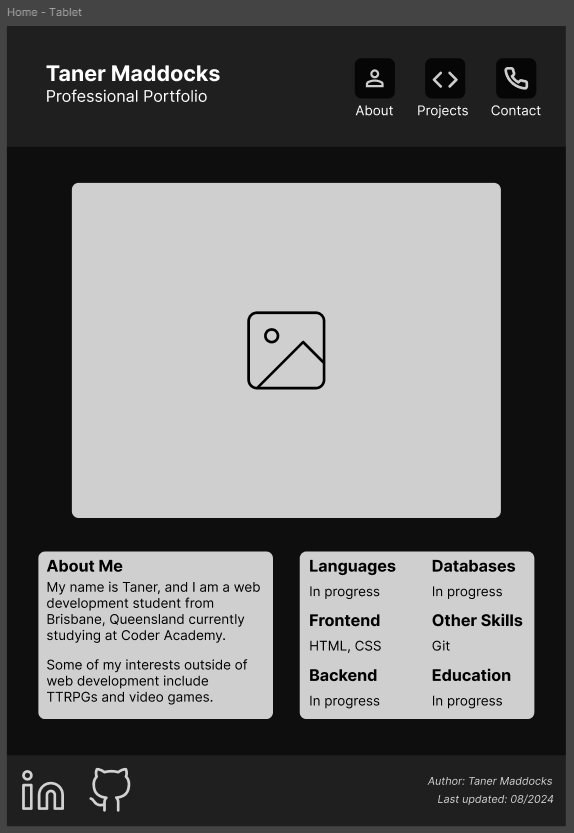 Home - Tablet
Taner Maddocks
Professional Portfolio
About
Projects
Contact
About Me
My name is Taner, and I am a web
development student from
Brisbane, Queensland currently
studying at Coder Academy.
Some of my interests outside of
web development include
TTRPGs and video games.
Languages
In progress
Databases
In progress
Frontend
HTML, CSS
Other Skills
Git
Backend
In progress
Education
In progress
in
Author: Taner Maddocks
Last updated: 08/2024